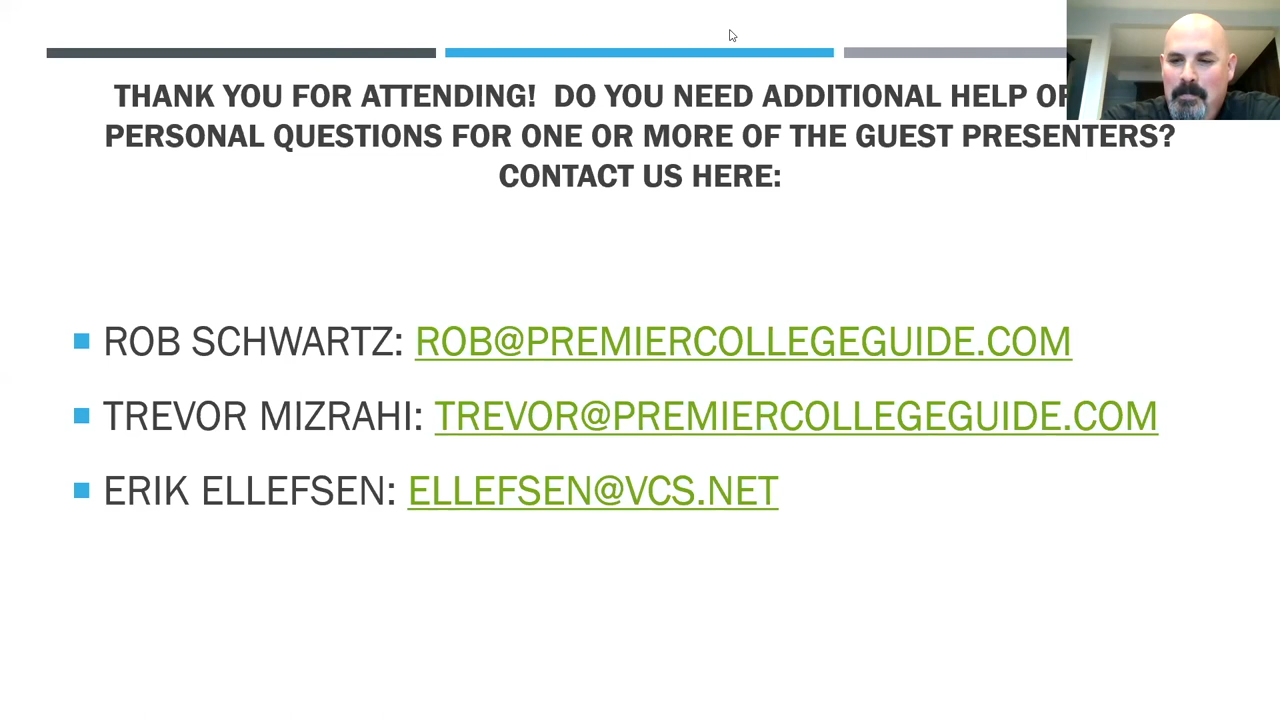 THANK YOU FOR ATTENDING! DO YOU NEED ADDITIONAL HELP
PERSONAL QUESTIONS FOR ONE OR MORE OF THE GUEST PRESENTERS?
CONTACT US HERE:
ROB SCHWARTZ: ROB@PREMIERCOLLEGEGUIDE.COM
TREVOR MIZRAHI: TREVOR@PREMIERCOLLEGEGUIDE.COM
ERIK ELLEFSEN: ELLEFSEN@VCS.NET